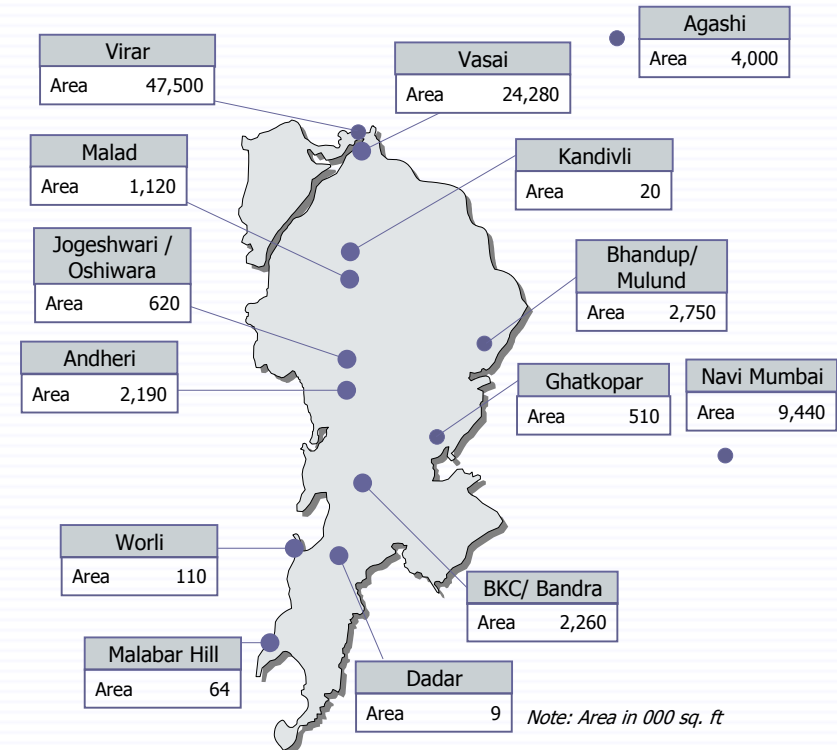 Agashi
Area 4,000
Virar
Area 47,500
Vasai
Area 24,280
Malad
Area 1,120
Kandivli
Area 20
Jogeshwari /
Oshiwara
Area 620
Bhandup/
Mulund
Area 2,750
Andheri
Area 2,190
Ghatkopar
Area 510
Navi Mumbai
Area 9,440
Worli
Area 110
BKC/ Bandra
Area 2,260
Malabar Hill
Area 64
Dadar
Area 9
Note: Area in 000 sq. ft